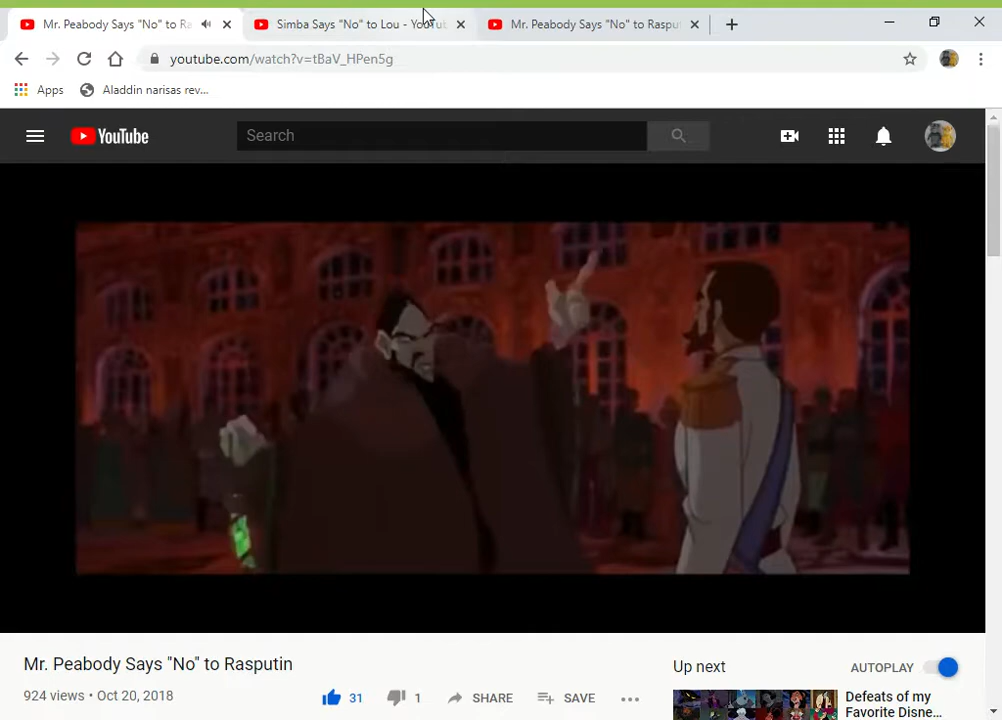 Mr. Peabody Says "No" to Ra
Simba Says "No" to Lou - YouTu
Mr. Peabody Says "No" to Rasput
youtube.com/watch?v=tBaV_HPen5g
Apps
Aladdin narisas rev...
YouTube
Search
Mr. Peabody Says "No" to Rasputin
924 views • Oct 20, 2018
31
1
SHARE
SAVE
Up next
AUTOPLAY
Defeats of my
Favorite Disne...